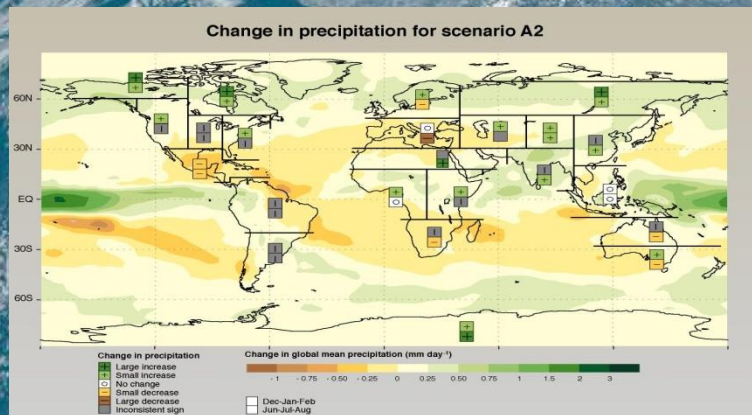 Change in precipitation for scenario A2
60N
30N
EQ
30S
60S
Change in precipitation
Large increase
Small increase
No change
Small decrease
Large decrease
Inconsistent sign
Change in global mean precipitation (mm day⁻¹)
- 1 - 0.75 -0.50 -0.25 0 0.25 0.50 0.75 1 1.5 2 3
Dec-Jan-Feb
Jun-Jul-Aug